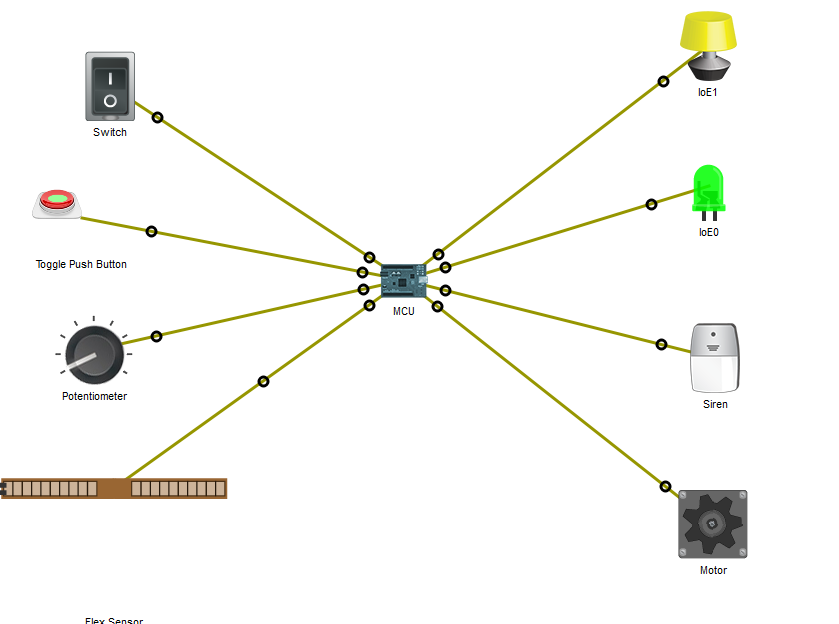 Switch
IoE1
Toggle Push Button
IoE0
MCU
Potentiometer
Siren
Motor
Flex Sensor